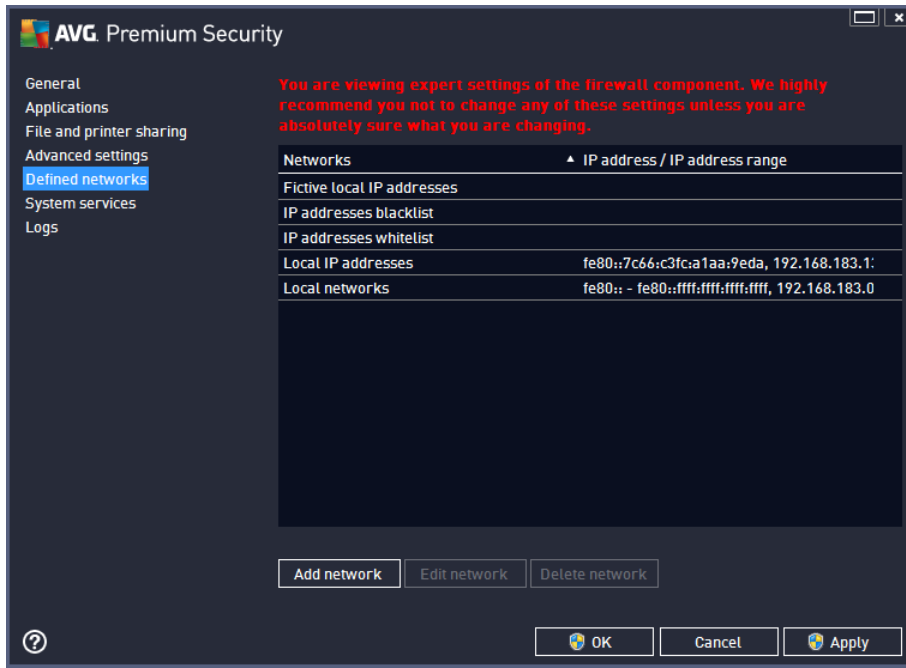 AVG. Premium Security
General
Applications
File and printer sharing
Advanced settings
Defined networks
System services
Logs
You are viewing expert settings of the firewall component. We highly
recommend you not to change any of these settings unless you are
absolutely sure what you are changing.
Networks IP address / IP address range
Fictive local IP addresses
IP addresses blacklist
IP addresses whitelist
Local IP addresses fe80::7c66:c3fc:a1aa:9eda, 192.168.183.1
Local networks fe80:: - fe80::ffff:ffff:ffff:ffff, 192.168.183.0
Add network Edit network Delete network
OK Cancel Apply